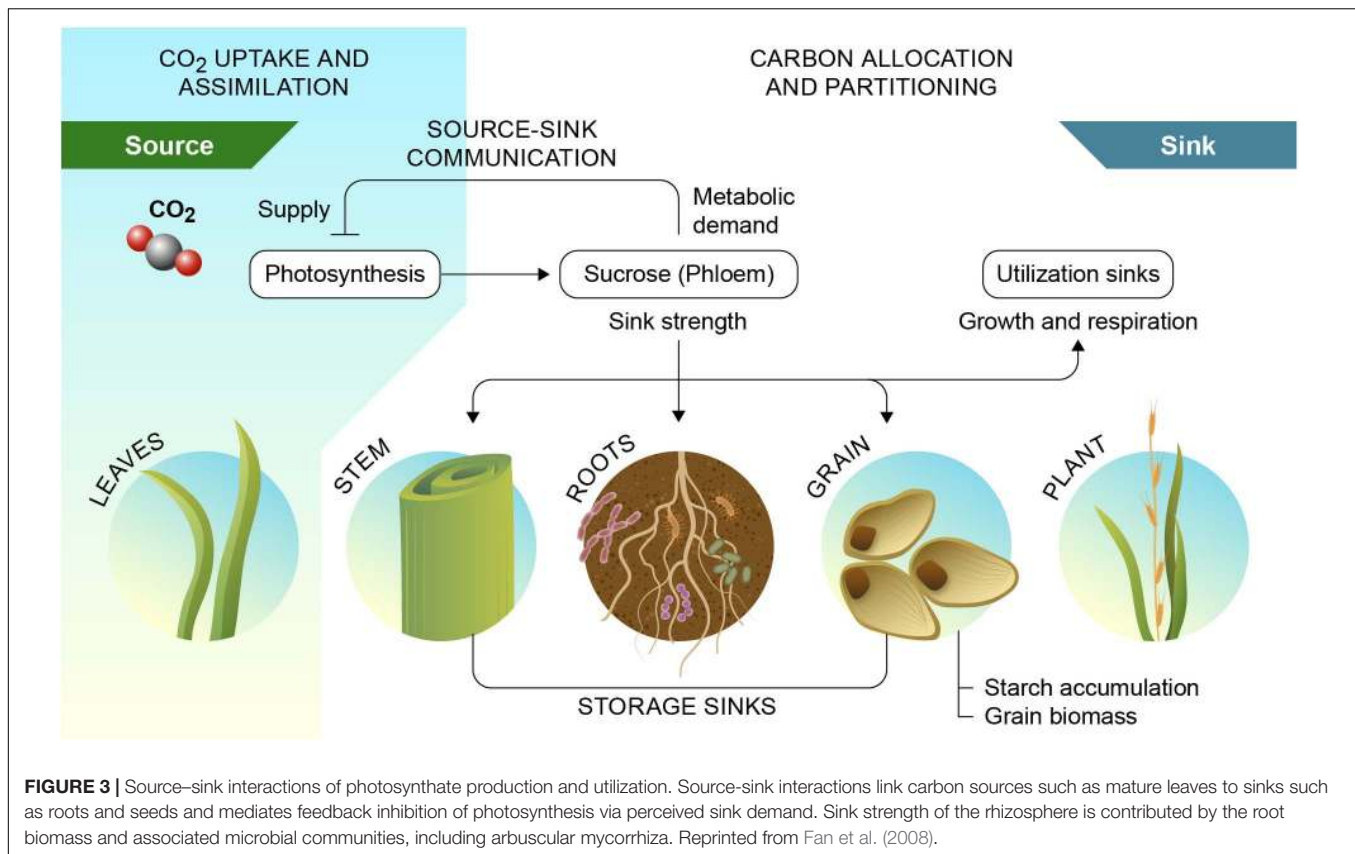 CO2 UPTAKE AND
ASSIMILATION
CARBON ALLOCATION
AND PARTITIONING
Source
SOURCE-SINK
COMMUNICATION
Sink
CO2
Supply
Metabolic
demand
Photosynthesis
Sucrose (Phloem)
Utilization sinks
Sink strength
Growth and respiration
LEAVES
STEM
ROOTS
GRAIN
PLANT
STORAGE SINKS
Starch accumulation
Grain biomass
FIGURE 3 | Source–sink interactions of photosynthate production and utilization. Source-sink interactions link carbon sources such as mature leaves to sinks such
as roots and seeds and mediates feedback inhibition of photosynthesis via perceived sink demand. Sink strength of the rhizosphere is contributed by the root
biomass and associated microbial communities, including arbuscular mycorrhiza. Reprinted from Fan et al. (2008).